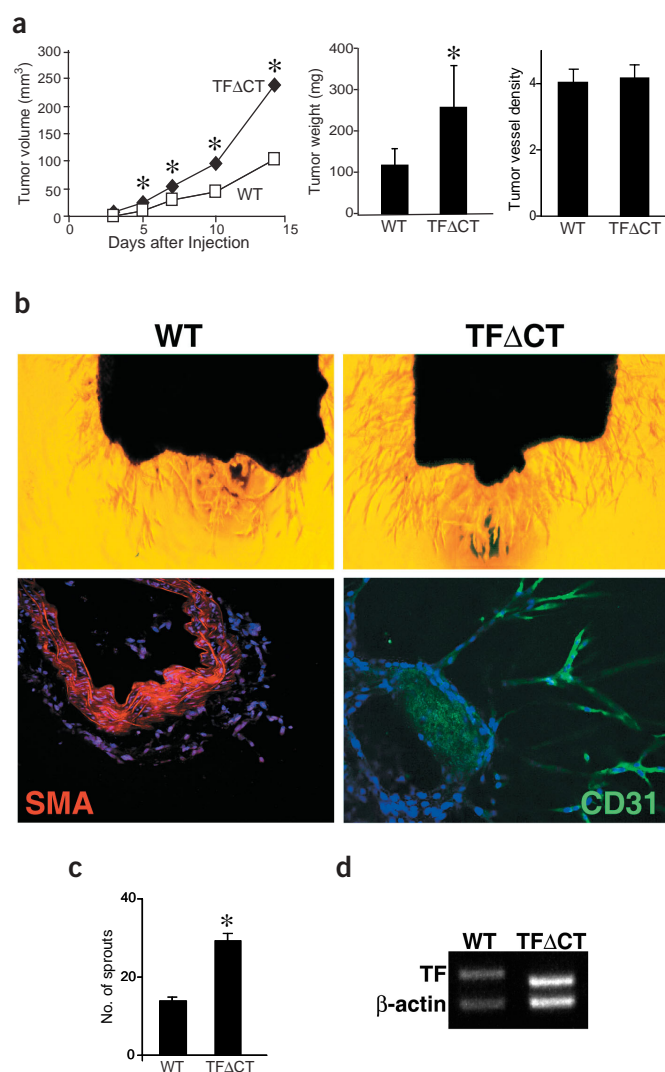 a
Tumor volume (mm3)
300
250
200
150
100
50
0
0
5
10
15
Days after Injection
TFΔCT
WT
*
*
*
*
Tumor weight (mg)
400
300
200
100
0
*
WT
TFΔCT
Tumor vessel density
4
2
0
WT
TFΔCT
b
WT
TFΔCT
SMA
CD31
c
No. of sprouts
40
20
0
*
WT
TFΔCT
d
WT TFΔCT
TF
β-actin